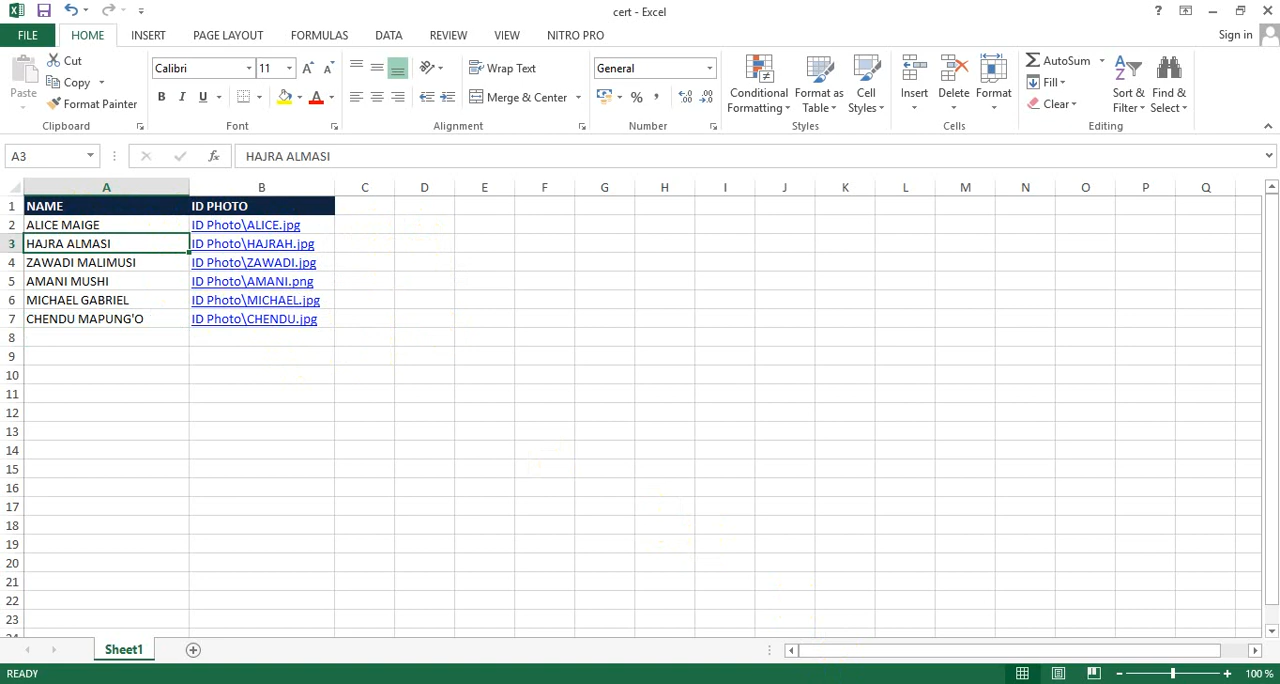 cert - Excel
?
Sign in
FILE HOME INSERT PAGE LAYOUT FORMULAS DATA REVIEW VIEW NITRO PRO
Paste
Cut
Copy
Format Painter
Clipboard
Calibri 11
B I U
Font
Wrap Text
Merge & Center
Alignment
General
%
Number
Conditional Formatting
Format as Table
Cell Styles
Styles
Insert
Delete
Format
Cells
AutoSum
Fill
Clear
Sort & Filter
Find & Select
Editing
A3 fx HAJRA ALMASI
A B C D E F G H I J K L M N O P Q
1 NAME ID PHOTO
2 ALICE MAIGE ID Photo\ALICE.jpg
3 HAJRA ALMASI ID Photo\HAJRAH.jpg
4 ZAWADI MALIMUSI ID Photo\ZAWADI.jpg
5 AMANI MUSHI ID Photo\AMANI.png
6 MICHAEL GABRIEL ID Photo\MICHAEL.jpg
7 CHENDU MAPUNG'O ID Photo\CHENDU.jpg
8
9
10
11
12
13
14
15
16
17
18
19
20
21
22
23
24
Sheet1
READY
100 %